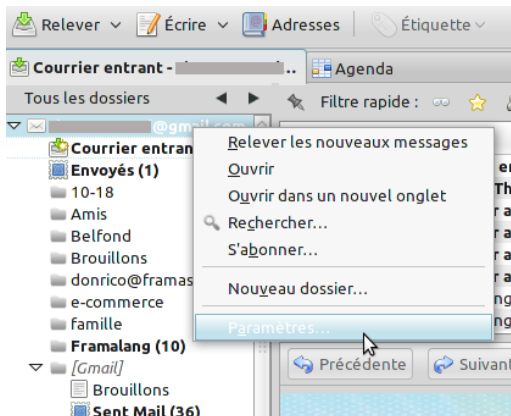 Relever Écrire Adresses Étiquette
Courrier entrant - .. Agenda
Tous les dossiers Filtre rapide :
@gmail.com
Courrier entran
Envoyés (1)
10-18
Amis
Belfond
Brouillons
donrico@framas
e-commerce
famille
Framalang (10)
[Gmail]
Brouillons
Sent Mail (36)
Relever les nouveaux messages
Ouvrir
Ouvrir dans un nouvel onglet
Rechercher...
S'abonner...
Nouveau dossier...
Paramètres...
Précédente Suivant